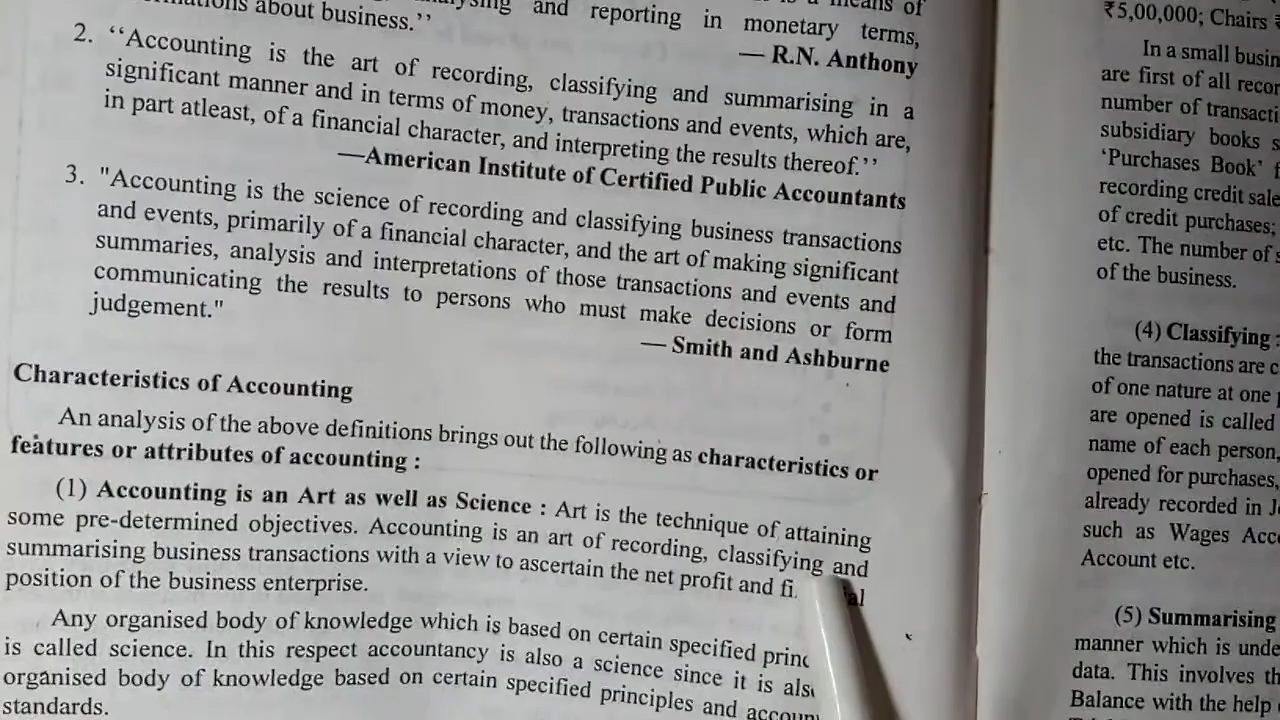 and reporting in monetary terms,
about business.’’
— R.N. Anthony
2. ‘‘Accounting is the art of recording, classifying and summarising in a
significant manner and in terms of money, transactions and events, which are,
in part atleast, of a financial character, and interpreting the results thereof.’’
—American Institute of Certified Public Accountants
3. "Accounting is the science of recording and classifying business transactions
and events, primarily of a financial character, and the art of making significant
summaries, analysis and interpretations of those transactions and events and
communicating the results to persons who must make decisions or form
judgement."
— Smith and Ashburne
Characteristics of Accounting
An analysis of the above definitions brings out the following as characteristics or
features or attributes of accounting :
(1) Accounting is an Art as well as Science : Art is the technique of attaining
some pre-determined objectives. Accounting is an art of recording, classifying and
summarising business transactions with a view to ascertain the net profit and
position of the business enterprise.
Any organised body of knowledge which is based on certain specified
is called science. In this respect accountancy is also a science since it is
organised body of knowledge based on certain specified principles and
standards.
₹5,00,000; Chairs
In a small
are first of all
number of
subsidiary books
‘Purchases Book’
recording credit
of credit purchases;
etc. The number of
of the business.
(4) Classifying :
the transactions are
of one nature at one
are opened is called
name of each person,
opened for purchases,
already recorded in
such as Wages
Account etc.
(5) Summarising
manner which is
data. This involves
Balance with the help